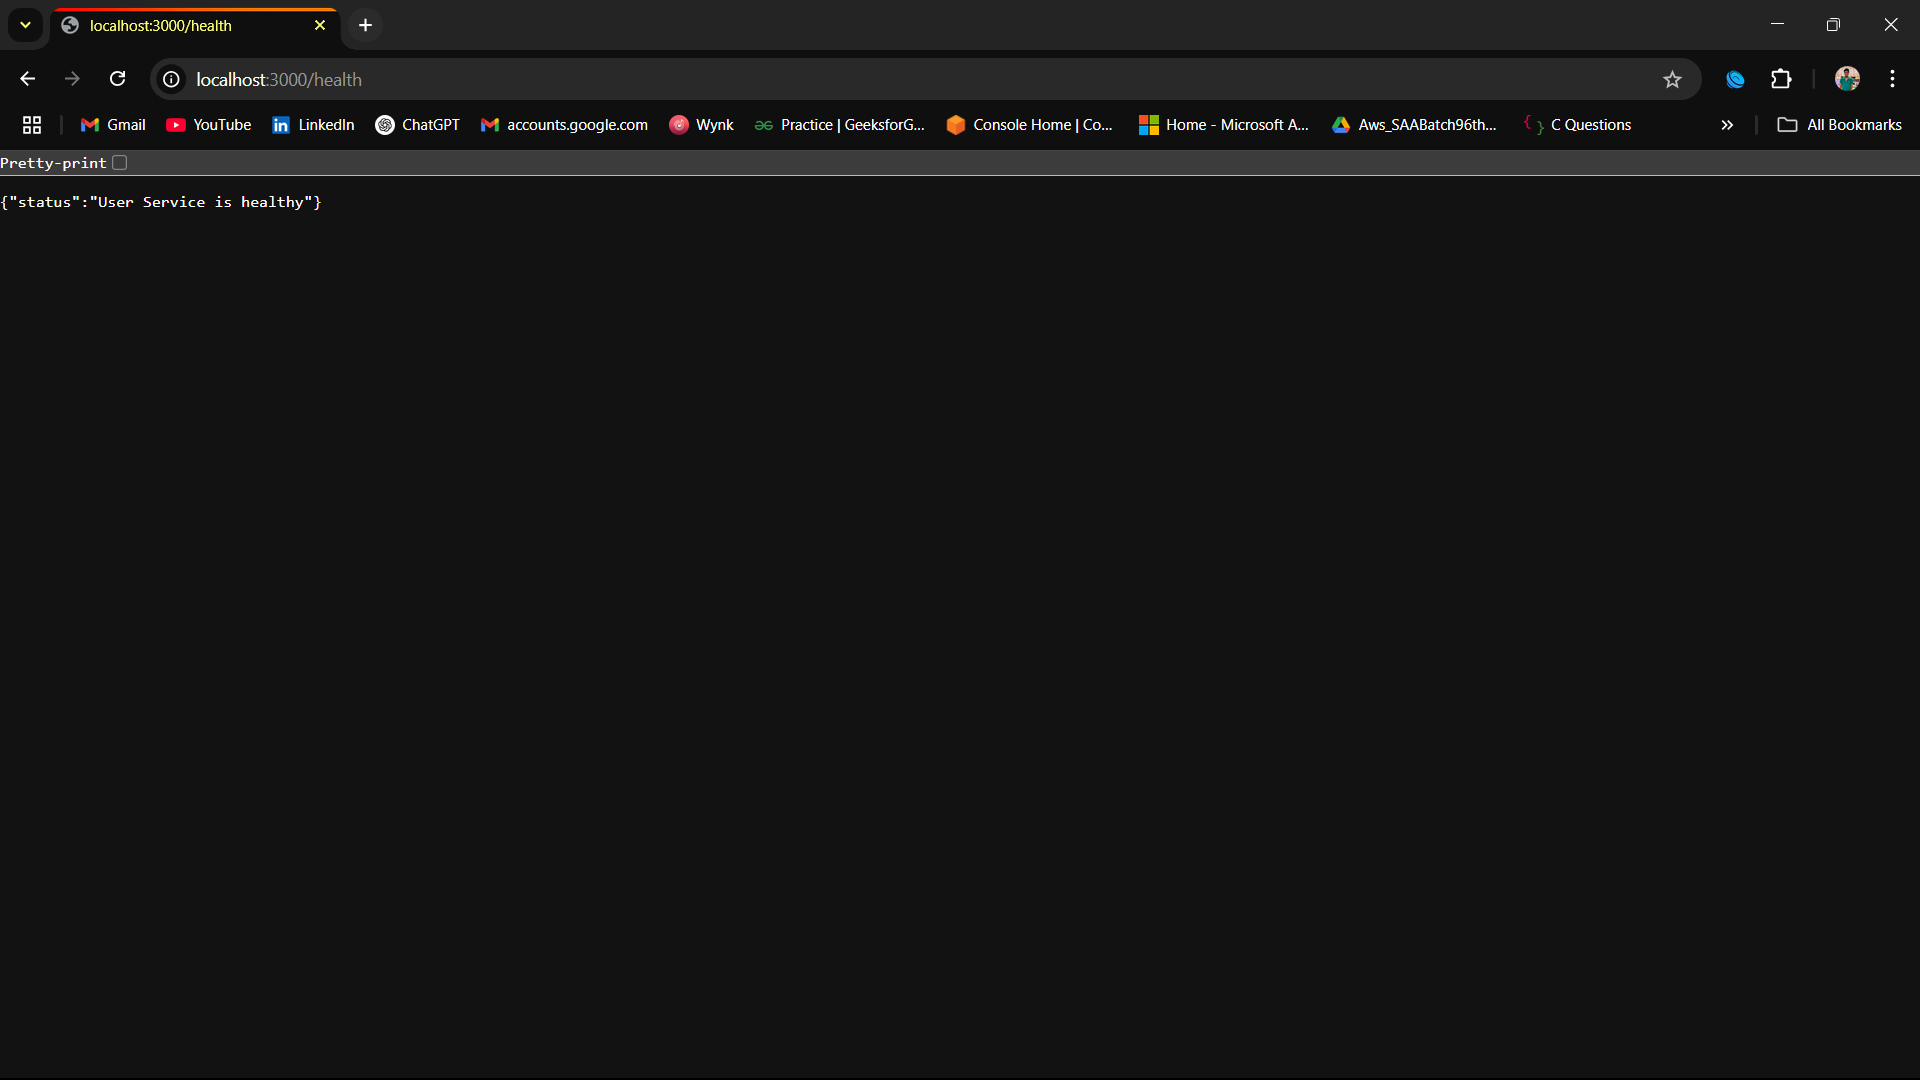 localhost:3000/health
localhost:3000/health
Gmail YouTube LinkedIn ChatGPT accounts.google.com Wynk Practice | GeeksforG... Console Home | Co... Home - Microsoft A... Aws_SAABatch96th... C Questions All Bookmarks
Pretty-print
{"status":"User Service is healthy"}